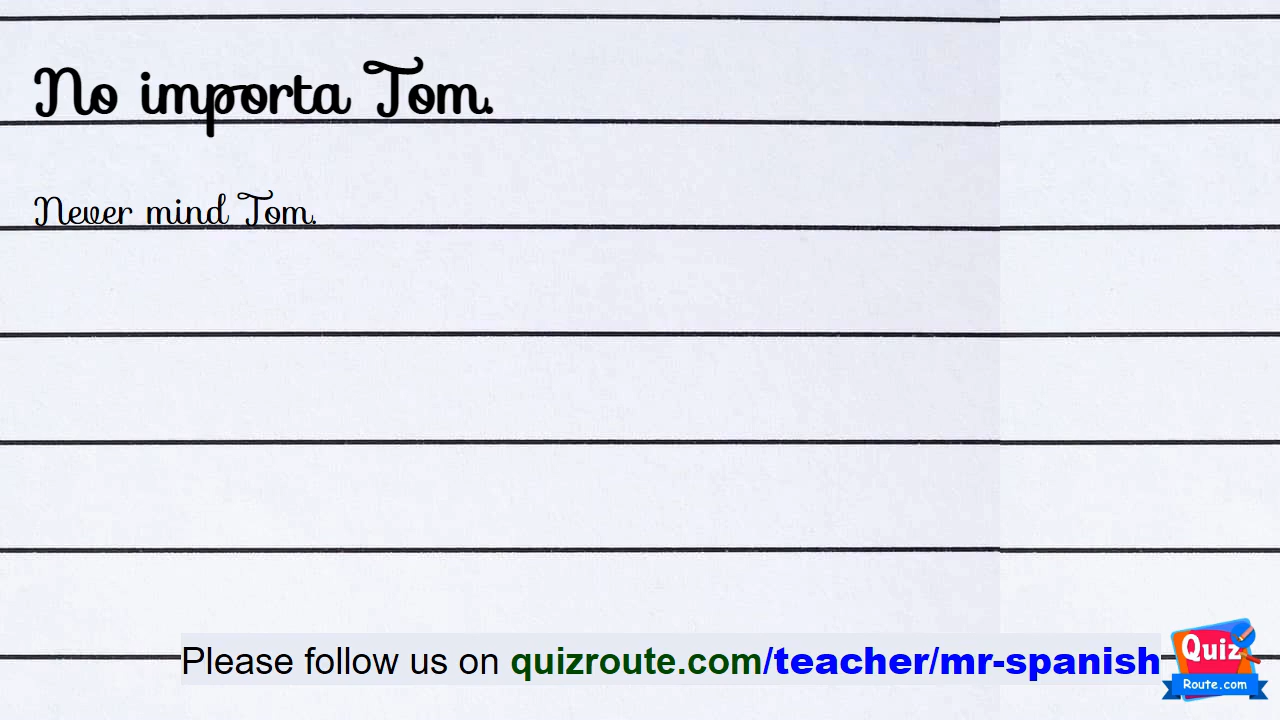 No importa Tom.
Never mind Tom.
Please follow us on quizroute.com/teacher/mr-spanish
Quiz
Route.com